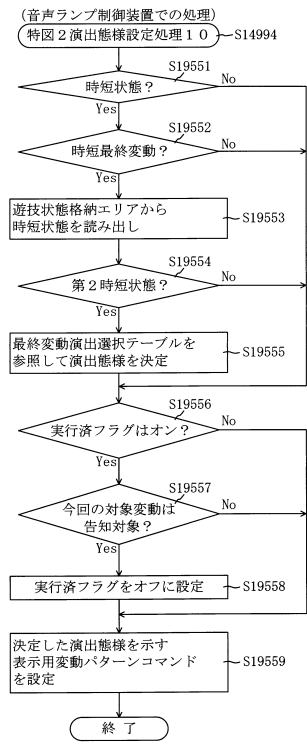 (音声ランプ制御装置での処理)
特図2演出態様設定処理10
S14994
S19551
時短状態?
No
Yes
S19552
時短最終変動?
No
Yes
遊技状態格納エリアから
時短状態を読み出し
S19553
S19554
第2時短状態?
No
Yes
最終変動演出選択テーブルを
参照して演出態様を決定
S19555
S19556
実行済フラグはオン?
No
Yes
S19557
今回の対象変動は
告知対象?
No
Yes
実行済フラグをオフに設定
S19558
決定した演出態様を示す
表示用変動パターンコマンド
を設定
S19559
終了